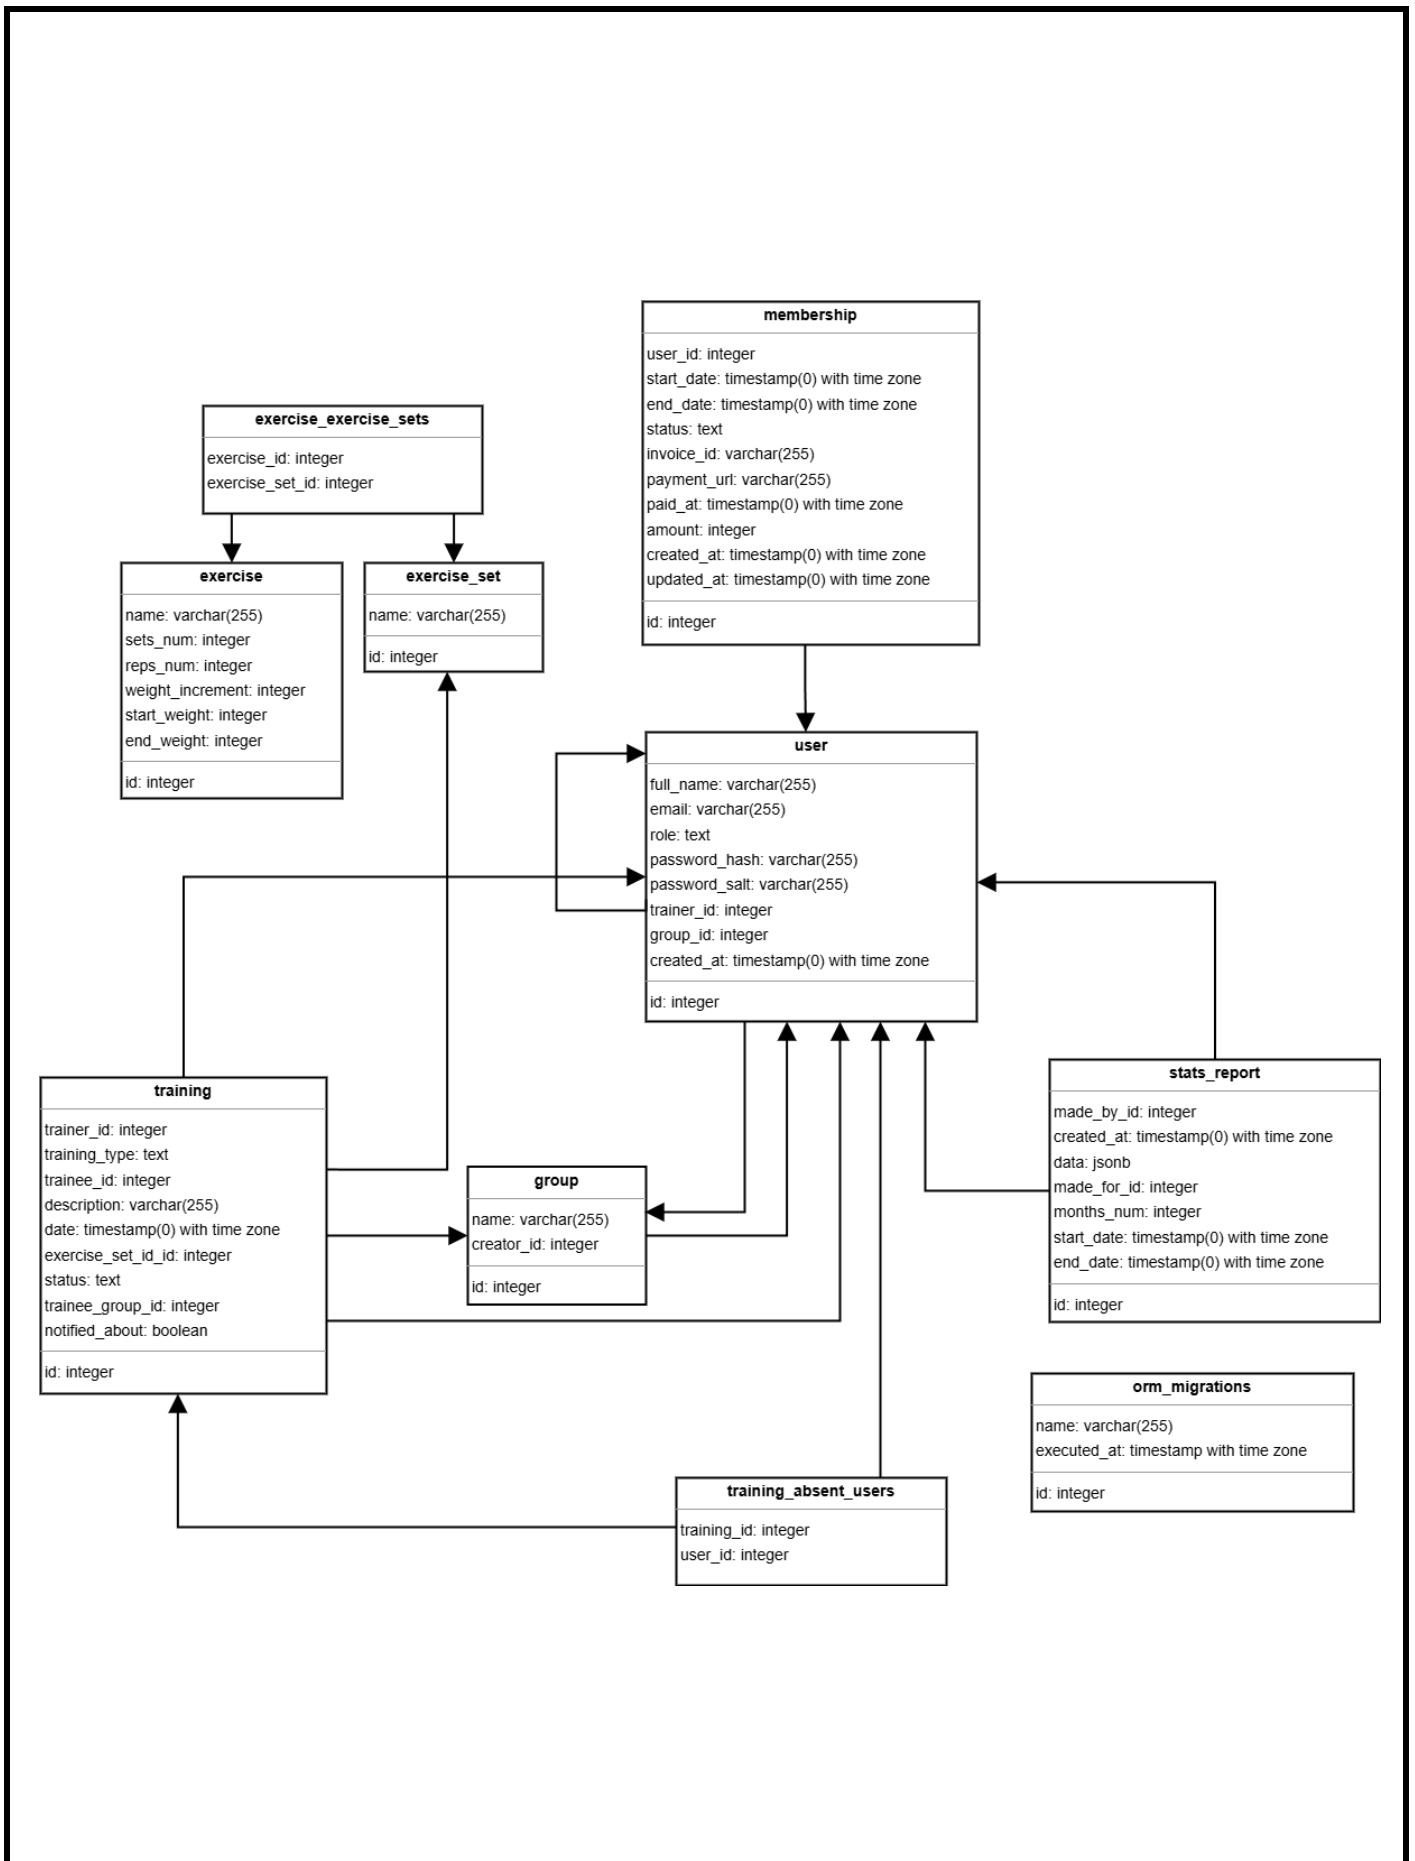 membership
user_id: integer
start_date: timestamp(0) with time zone
end_date: timestamp(0) with time zone
status: text
invoice_id: varchar(255)
payment_url: varchar(255)
paid_at: timestamp(0) with time zone
amount: integer
created_at: timestamp(0) with time zone
updated_at: timestamp(0) with time zone
id: integer
exercise_exercise_sets
exercise_id: integer
exercise_set_id: integer
exercise
name: varchar(255)
sets_num: integer
reps_num: integer
weight_increment: integer
start_weight: integer
end_weight: integer
id: integer
exercise_set
name: varchar(255)
id: integer
user
full_name: varchar(255)
email: varchar(255)
role: text
password_hash: varchar(255)
password_salt: varchar(255)
trainer_id: integer
group_id: integer
created_at: timestamp(0) with time zone
id: integer
training
trainer_id: integer
training_type: text
trainee_id: integer
description: varchar(255)
date: timestamp(0) with time zone
exercise_set_id_id: integer
status: text
trainee_group_id: integer
notified_about: boolean
id: integer
group
name: varchar(255)
creator_id: integer
id: integer
stats_report
made_by_id: integer
created_at: timestamp(0) with time zone
data: jsonb
made_for_id: integer
months_num: integer
start_date: timestamp(0) with time zone
end_date: timestamp(0) with time zone
id: integer
orm_migrations
name: varchar(255)
executed_at: timestamp with time zone
id: integer
training_absent_users
training_id: integer
user_id: integer